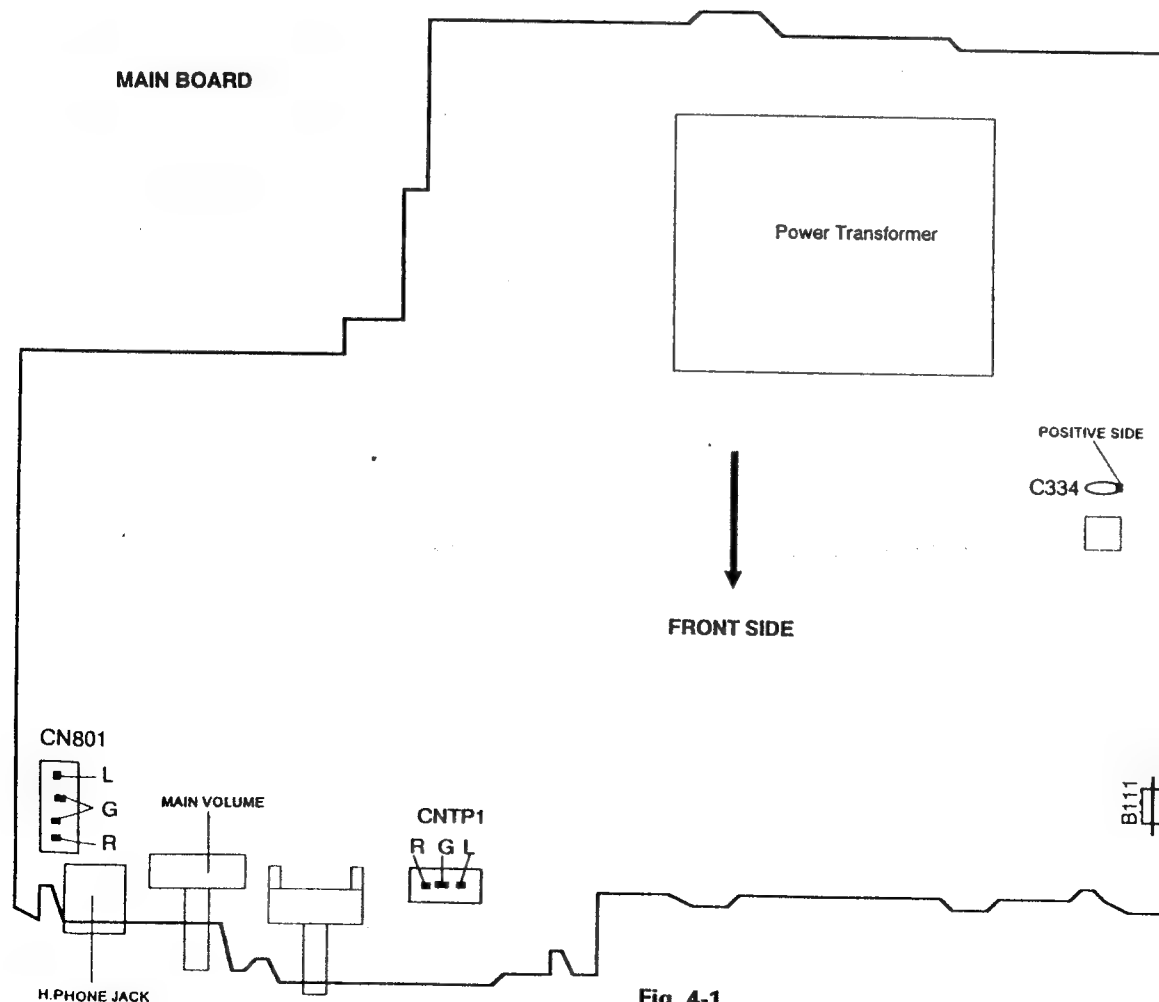 MAIN BOARD
Power Transformer
POSITIVE SIDE
C334
FRONT SIDE
CN801
L
G
R
MAIN VOLUME
CNTP1
R G L
B111
H.PHONE JACK
Fig. 4-1